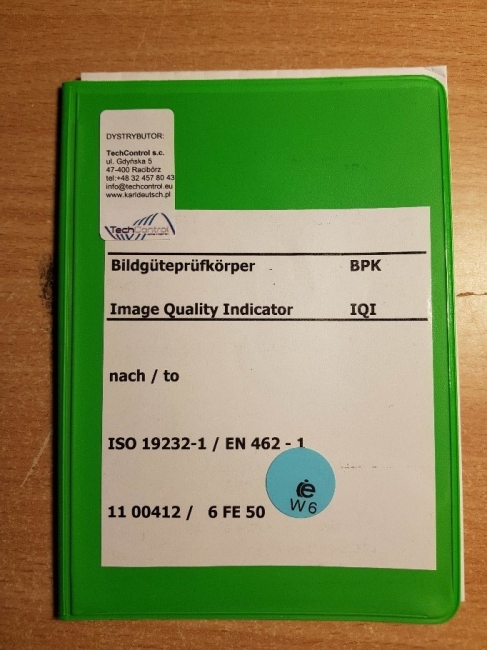 DYSTRYBUTOR:
TechControl s.c.
ul. Gdyńska 5
47-400 Racibórz
tel:+48 32 457 80 43
info@techcontrol.eu
www.karldeutsch.pl
TechControl
Bildgüteprüfkörper BPK
Image Quality Indicator IQI
nach / to
ISO 19232-1 / EN 462 - 1
11 00412 / 6 FE 50
W6